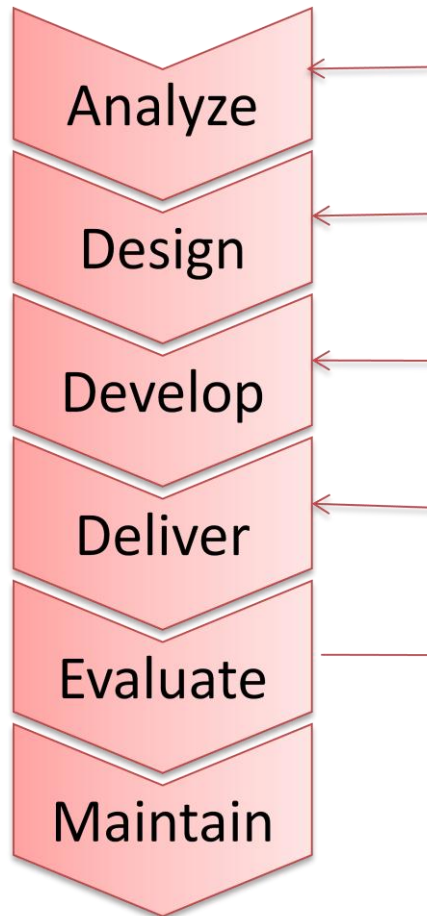 Analyze
Design
Develop
Deliver
Evaluate
Maintain